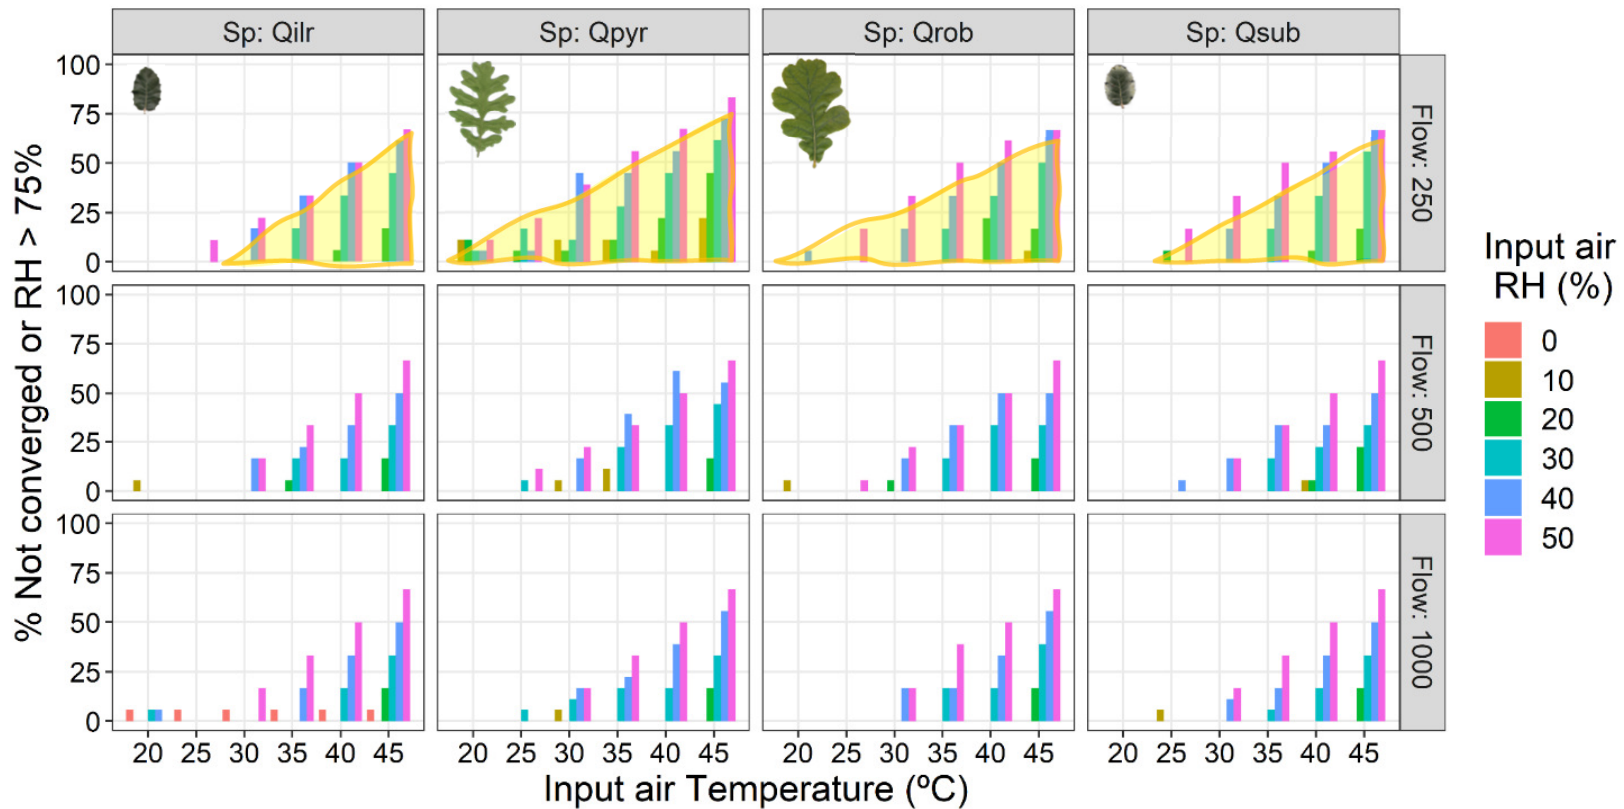 Sp: Qilr
Sp: Qpyr
Sp: Qrob
Sp: Qsub
% Not converged or RH > 75%
100
75
50
25
0
Flow: 250
100
75
50
25
0
Flow: 500
100
75
50
25
0
Flow: 1000
20 25 30 35 40 45
20 25 30 35 40 45
20 25 30 35 40 45
20 25 30 35 40 45
Input air Temperature (ºC)
Input air
RH (%)
0
10
20
30
40
50